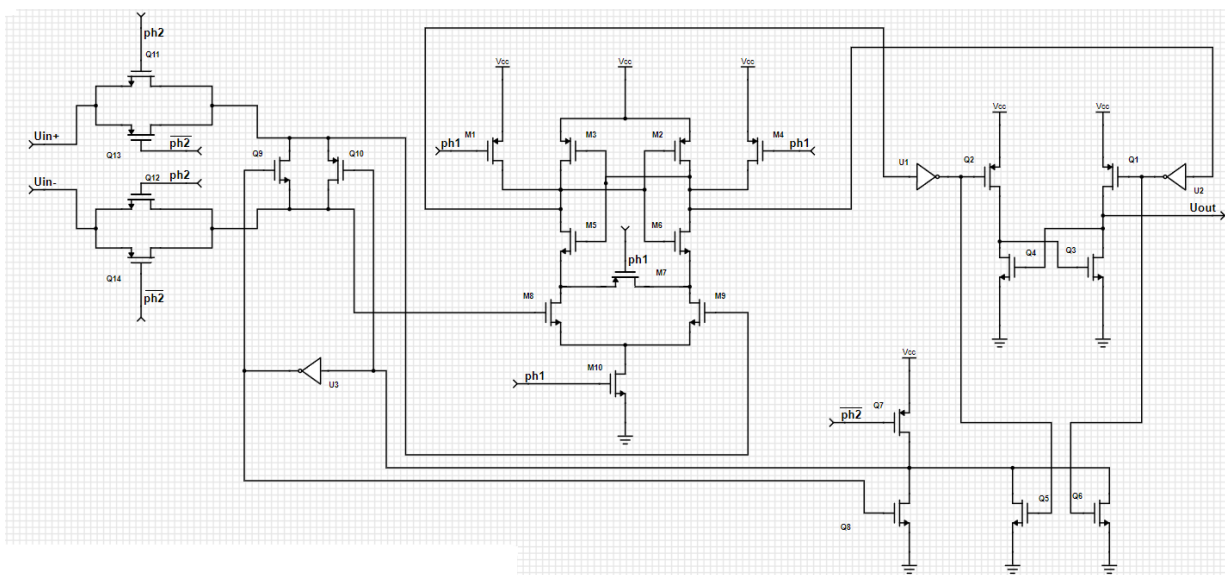 ph2
Q11
Uin+
Q13
ph2
Q12
ph2
Uin-
Q14
ph2
Q9
Q10
U3
Vcc
Vcc
Vcc
M1
ph1
M3
M2
M4
ph1
M5
M6
ph1
M7
M8
M9
M10
ph1
U1
Q2
Vcc
Vcc
Q1
U2
Uout
Q4
Q3
Vcc
ph2
Q7
Q8
Q5
Q6